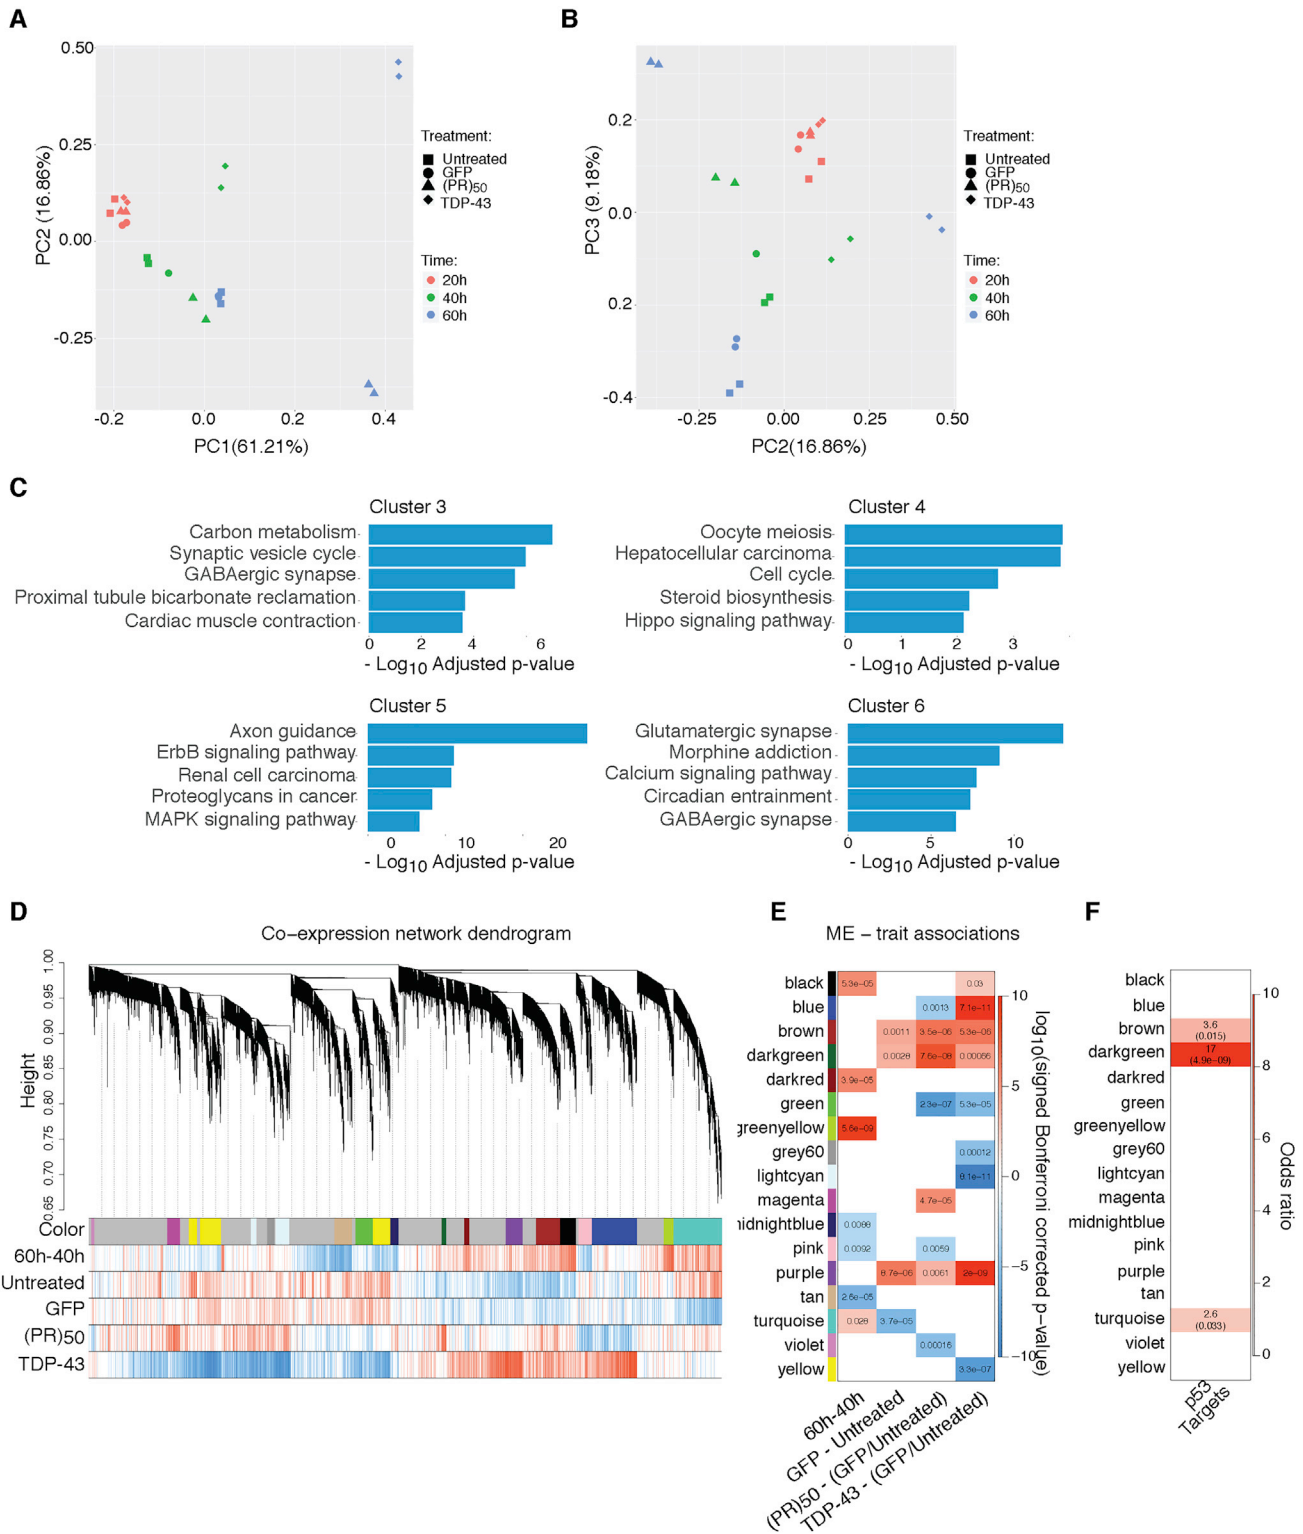 A
0.50
0.25
0.00
-0.25
PC2 (16.86%)
-0.2
0.0
0.2
0.4
PC1(61.21%)
Treatment:
Untreated
GFP
(PR)50
TDP-43
Time:
20h
40h
60h
B
0.2
0.0
0.2
-0.4
PC3 (9.18%)
-0.25
0.00
0.25
0.50
PC2(16.86%)
Treatment:
Untreated
GFP
(PR)50
TDP-43
Time:
20h
40h
60h
C
Cluster 3
Carbon metabolism
Synaptic vesicle cycle
GABAergic synapse
Proximal tubule bicarbonate reclamation
Cardiac muscle contraction
0 2 4 6
- Log10 Adjusted p-value
Cluster 4
Oocyte meiosis
Hepatocellular carcinoma
Cell cycle
Steroid biosynthesis
Hippo signaling pathway
0 1 2 3
- Log10 Adjusted p-value
Cluster 5
Axon guidance
ErbB signaling pathway
Renal cell carcinoma
Proteoglycans in cancer
MAPK signaling pathway
0 10 20
- Log10 Adjusted p-value
Cluster 6
Glutamatergic synapse
Morphine addiction
Calcium signaling pathway
Circadian entrainment
GABAergic synapse
0 5 10
- Log10 Adjusted p-value
D
Co-expression network dendrogram
Height
1.00
0.95
0.90
0.85
0.80
0.75
0.70
0.65
Color
60h-40h
Untreated
GFP
(PR)50
TDP-43
E
ME - trait associations
black 5.3e-05 0.03
blue 0.0013 7.1e-11
brown 0.0011 3.5e-06 5.3e-06
darkgreen 0.0028 7.6e-08 0.00066
darkred 3.9e-05
green 2.3e-07 5.3e-05
greenyellow 5.6e-09
grey60 0.00012
lightcyan 8.1e-11
magenta 4.7e-05
midnightblue 0.0088
pink 0.0092 0.0059
purple 8.7e-06 0.0061 2e-09
tan 2.6e-05
turquoise 0.028 3.7e-05
violet 0.00016
yellow 3.3e-07
60h-40h
GFP - Untreated
(PR)50 - (GFP/Untreated)
TDP-43 - (GFP/Untreated)
10
5
0
-5
-10
log10(signed Bonferroni corrected p-value)
F
black
blue
brown 3.6
(0.015)
darkgreen 17
(4.9e-09)
darkred
green
greenyellow
grey60
lightcyan
magenta
midnightblue
pink
purple
tan
turquoise 2.6
(0.033)
violet
yellow
p53
Targets
10
8
6
4
2
0
Odds ratio